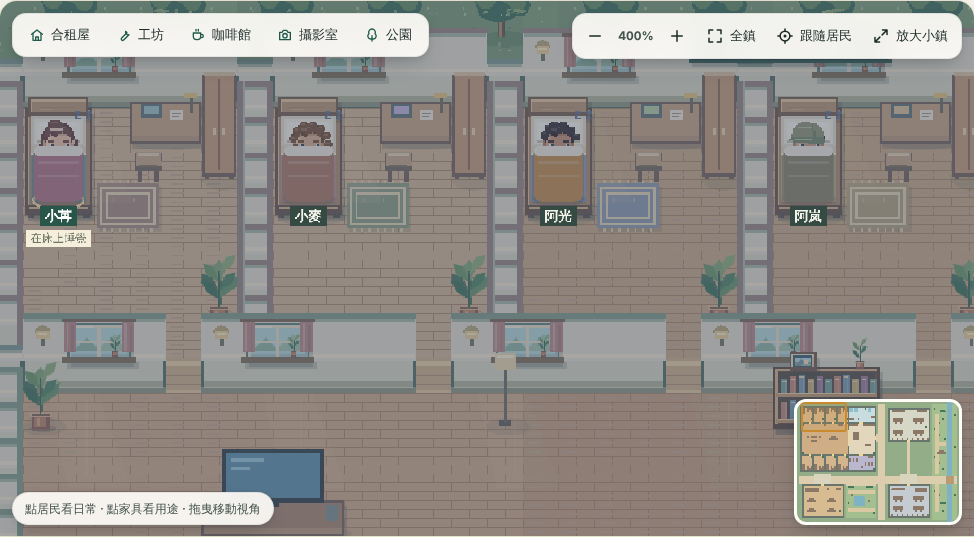 合租屋 工坊 咖啡館 攝影室 公園
400% 全鎮 跟隨居民 放大小鎮
小苒 小麥 阿光 阿嵐
在床上睡覺
點居民看日常 · 點家具看用途 · 拖曳移動視角